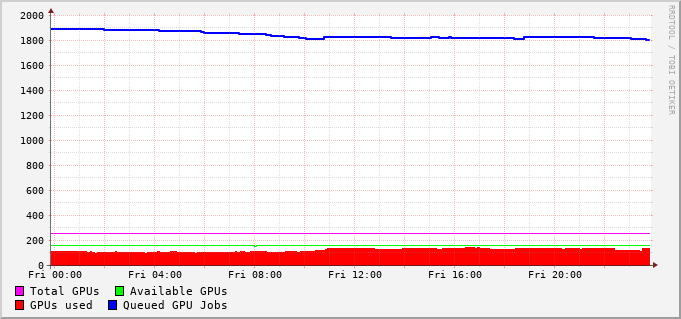 2000
1800
1600
1400
1200
1000
800
600
400
200
0
Fri 00:00 Fri 04:00 Fri 08:00 Fri 12:00 Fri 16:00 Fri 20:00
Total GPUs Available GPUs
GPUs used Queued GPU Jobs
RRDTOOL / TOBI OETIKER